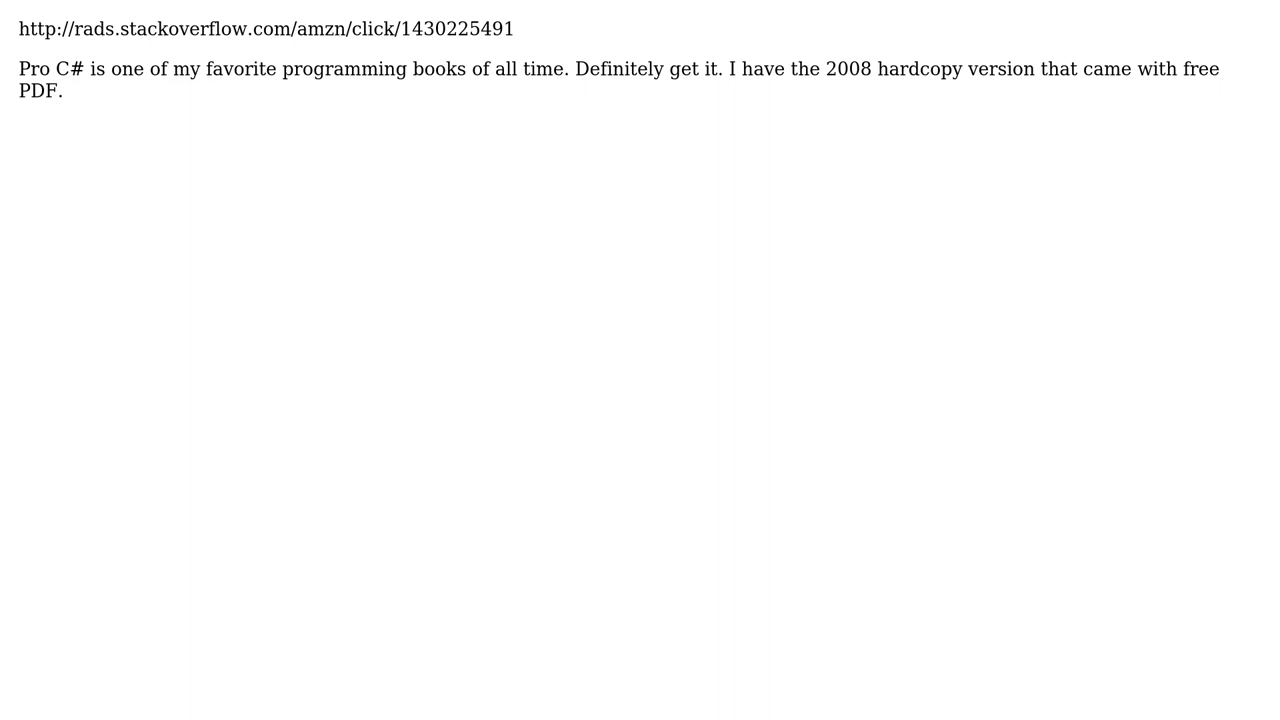 http://rads.stackoverflow.com/amzn/click/1430225491
Pro C# is one of my favorite programming books of all time. Definitely get it. I have the 2008 hardcopy version that came with free
PDF.